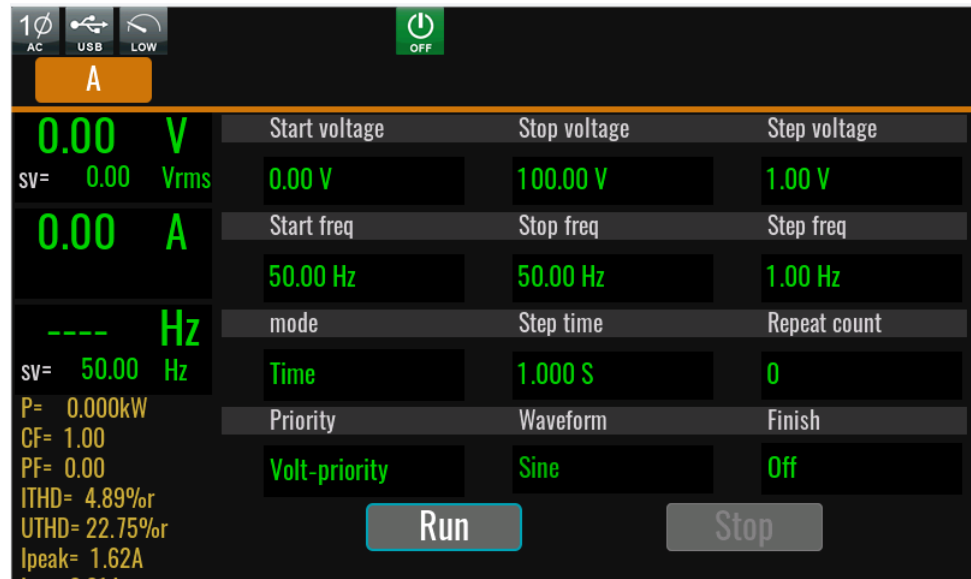 1Ø
AC
USB
LOW
OFF
A
0.00 V
sv= 0.00 Vrms
0.00 A
---- Hz
sv= 50.00 Hz
P= 0.000kW
CF= 1.00
PF= 0.00
ITHD= 4.89%r
UTHD= 22.75%r
Ipeak= 1.62A
Start voltage Stop voltage Step voltage
0.00 V 100.00 V 1.00 V
Start freq Stop freq Step freq
50.00 Hz 50.00 Hz 1.00 Hz
mode Step time Repeat count
Time 1.000 S 0
Priority Waveform Finish
Volt-priority Sine Off
Run Stop